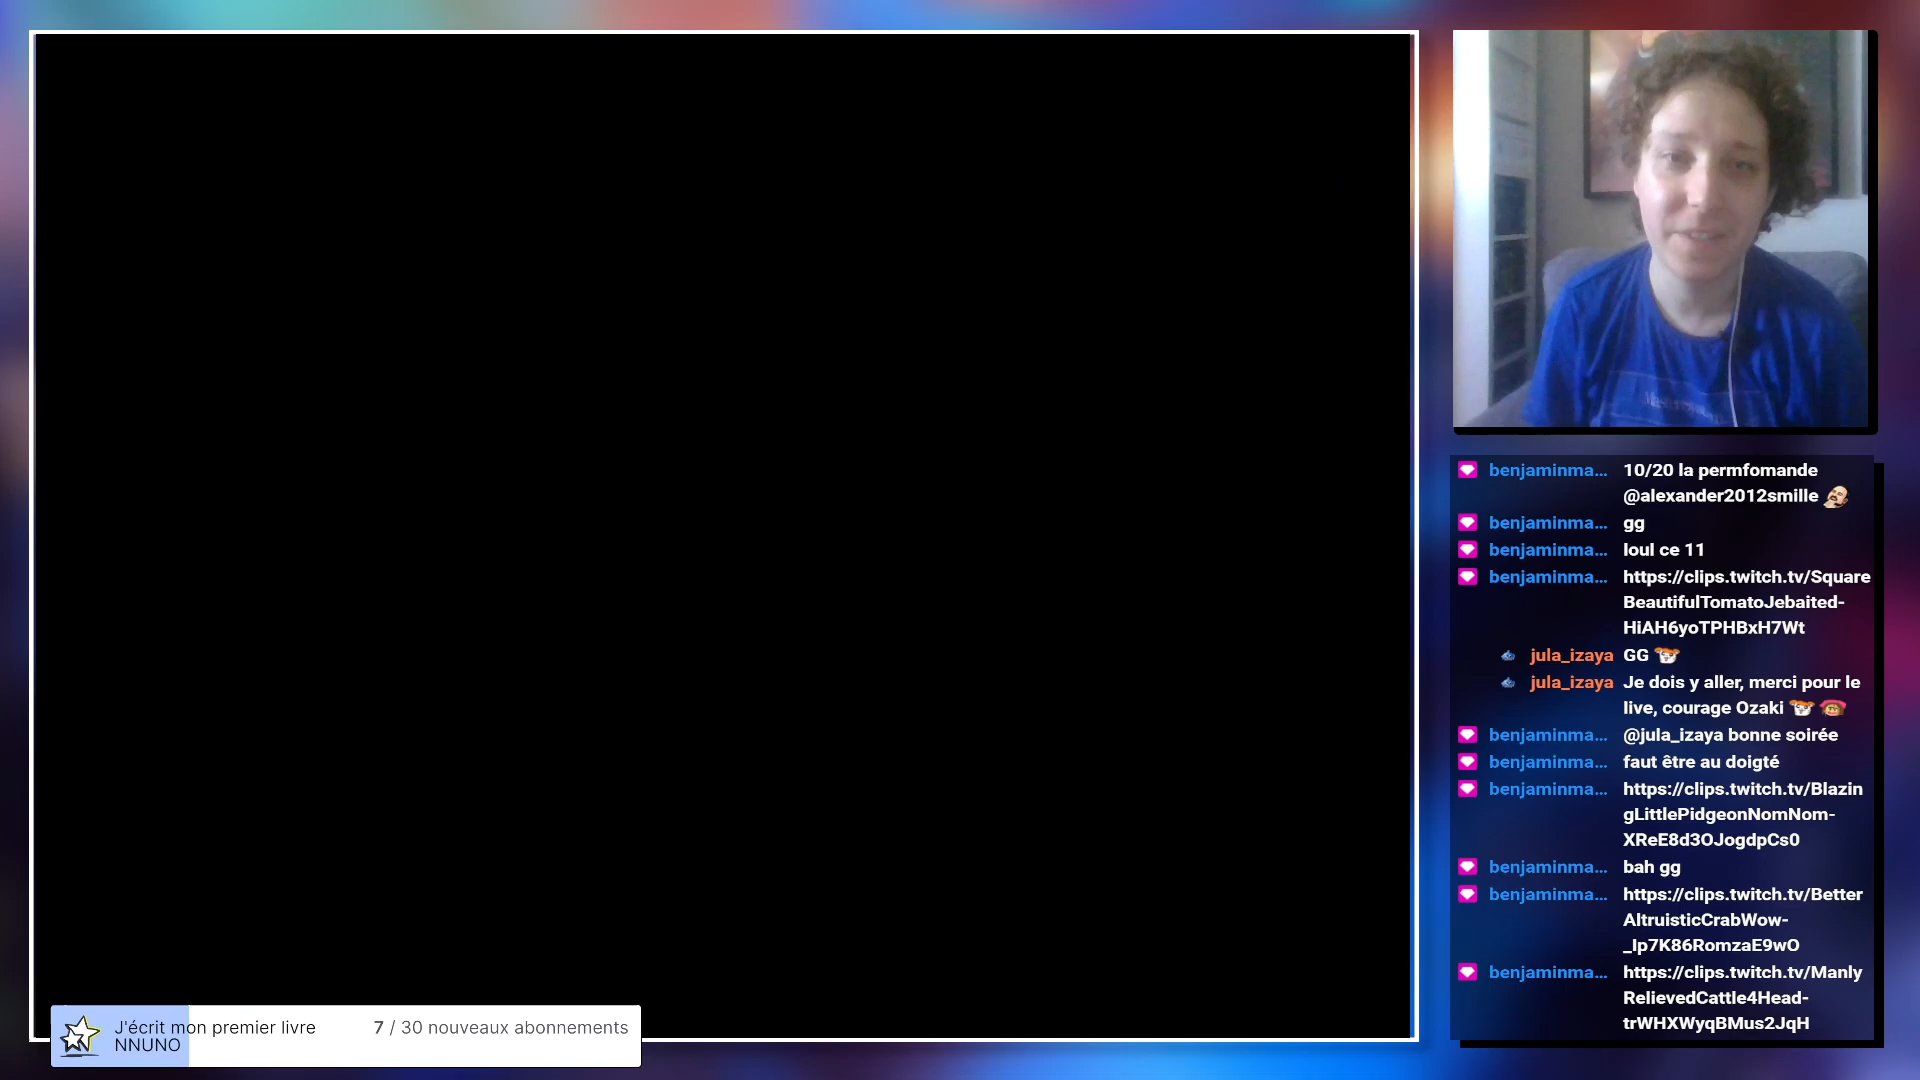 benjaminma... 10/20 la permfomande
@alexander2012smille
benjaminma... gg
benjaminma... loul ce 11
benjaminma... https://clips.twitch.tv/Square
BeautifulTomatoJebaited-
HiAH6yoTPHBxH7Wt
jula_izaya GG
jula_izaya Je dois y aller, merci pour le
live, courage Ozaki
benjaminma... @jula_izaya bonne soirée
benjaminma... faut être au doigté
benjaminma... https://clips.twitch.tv/Blazin
gLittlePidgeonNomNom-
XReE8d3OJogdpCs0
benjaminma... bah gg
benjaminma... https://clips.twitch.tv/Better
AltruisticCrabWow-
_Ip7K86RomzaE9wO
benjaminma... https://clips.twitch.tv/Manly
RelievedCattle4Head-
trWHXWyqBMus2JqH
J'écrit mon premier livre 7 / 30 nouveaux abonnements
NNUNO